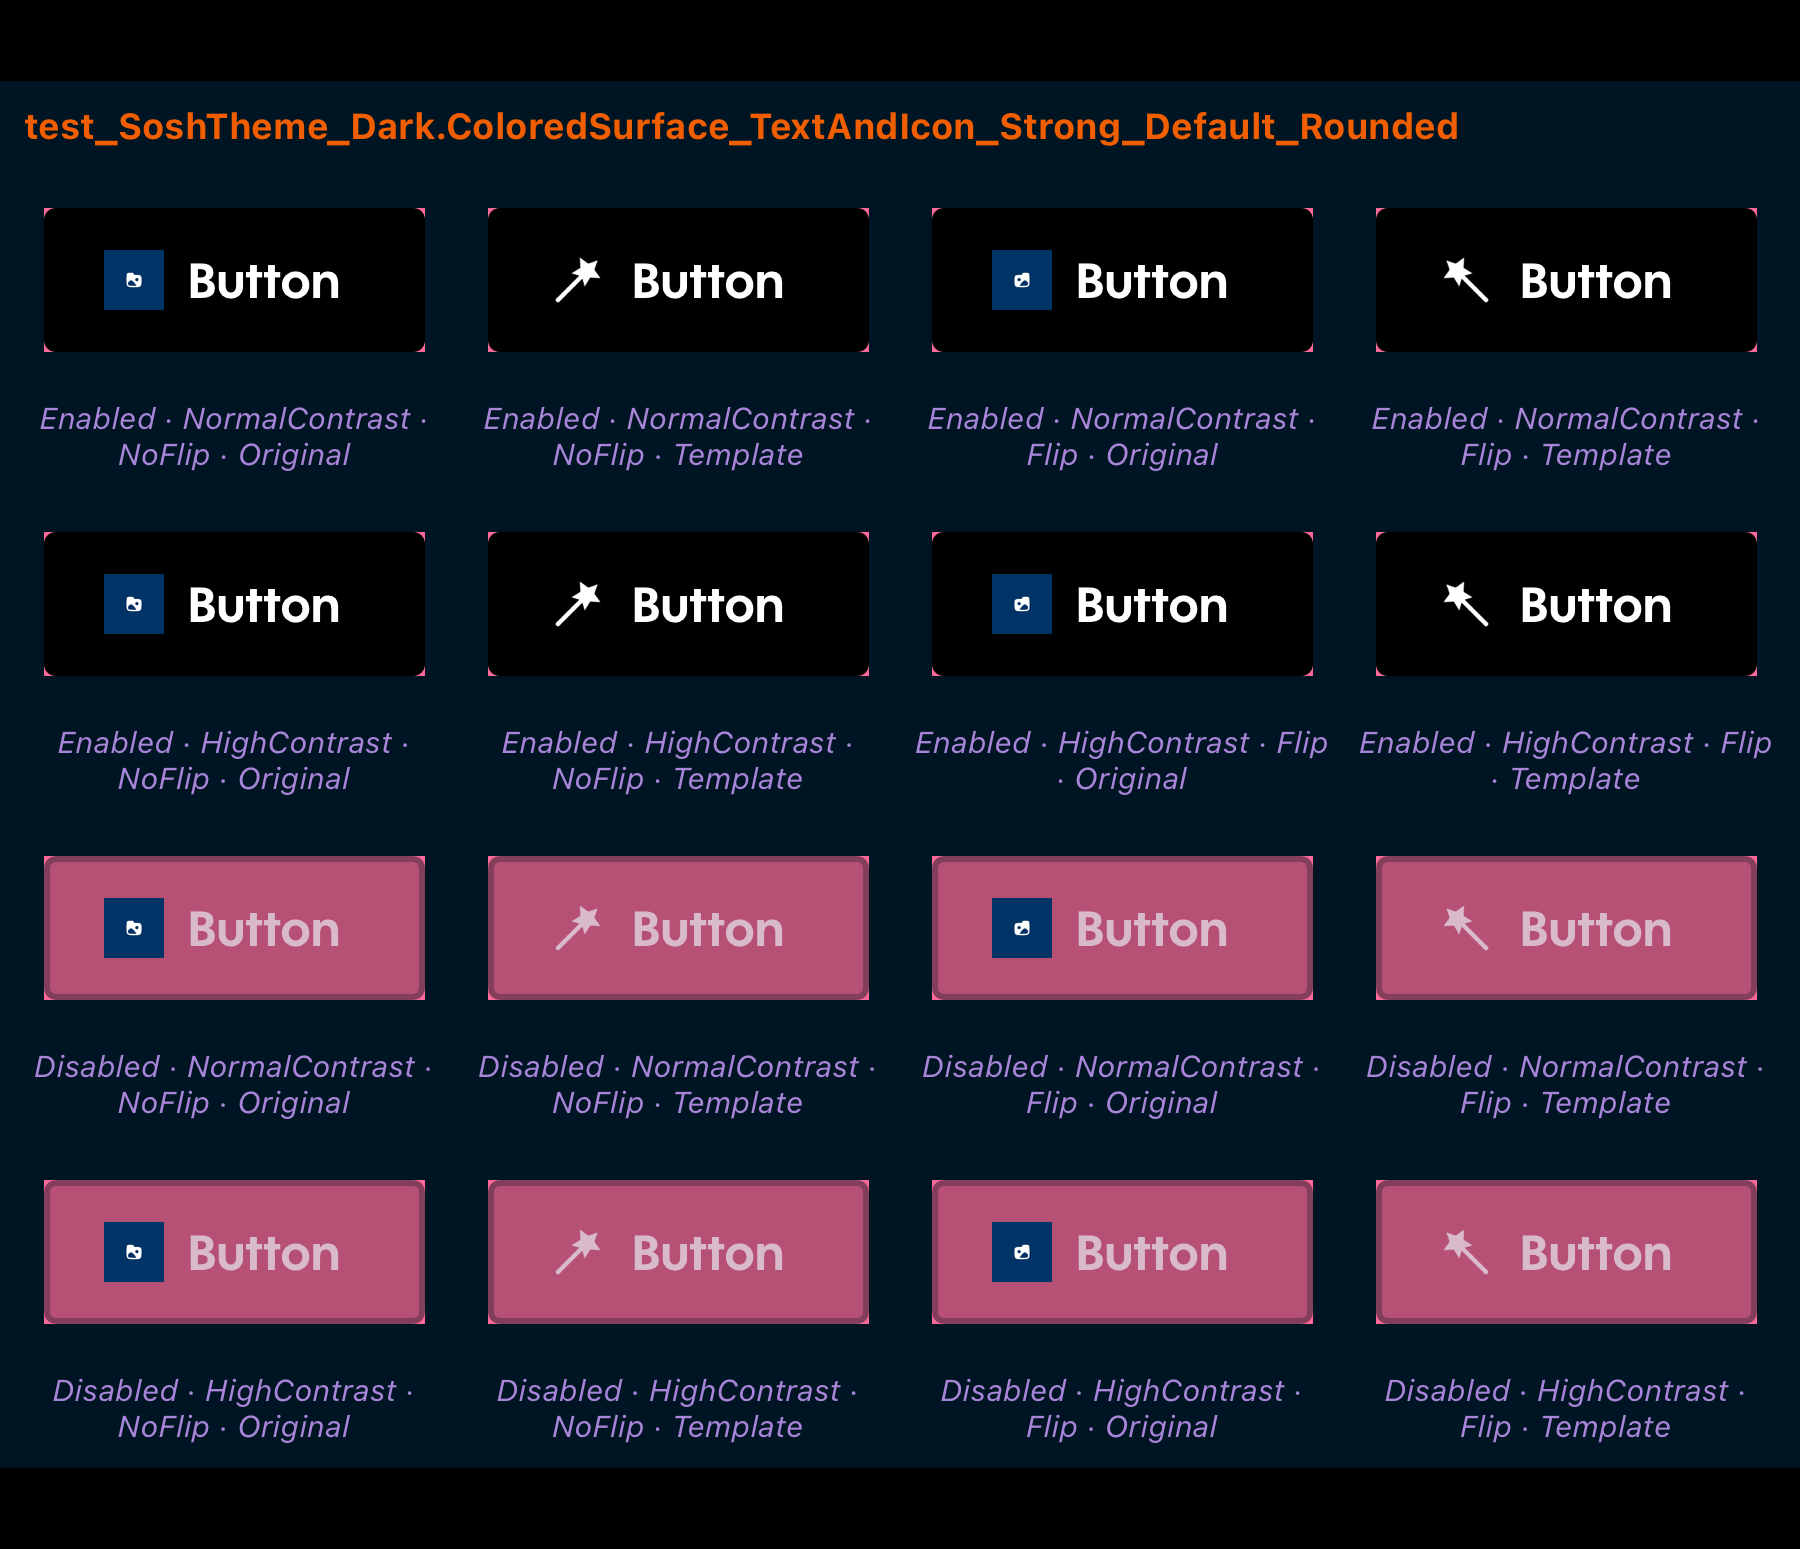 test_SoshTheme_Dark.ColoredSurface_TextAndIcon_Strong_Default_Rounded
Button
Button
Button
Button
Enabled · NormalContrast ·
NoFlip · Original
Enabled · NormalContrast ·
NoFlip · Template
Enabled · NormalContrast ·
Flip · Original
Enabled · NormalContrast ·
Flip · Template
Button
Button
Button
Button
Enabled · HighContrast ·
NoFlip · Original
Enabled · HighContrast ·
NoFlip · Template
Enabled · HighContrast · Flip
· Original
Enabled · HighContrast · Flip
· Template
Button
Button
Button
Button
Disabled · NormalContrast ·
NoFlip · Original
Disabled · NormalContrast ·
NoFlip · Template
Disabled · NormalContrast ·
Flip · Original
Disabled · NormalContrast ·
Flip · Template
Button
Button
Button
Button
Disabled · HighContrast ·
NoFlip · Original
Disabled · HighContrast ·
NoFlip · Template
Disabled · HighContrast ·
Flip · Original
Disabled · HighContrast ·
Flip · Template